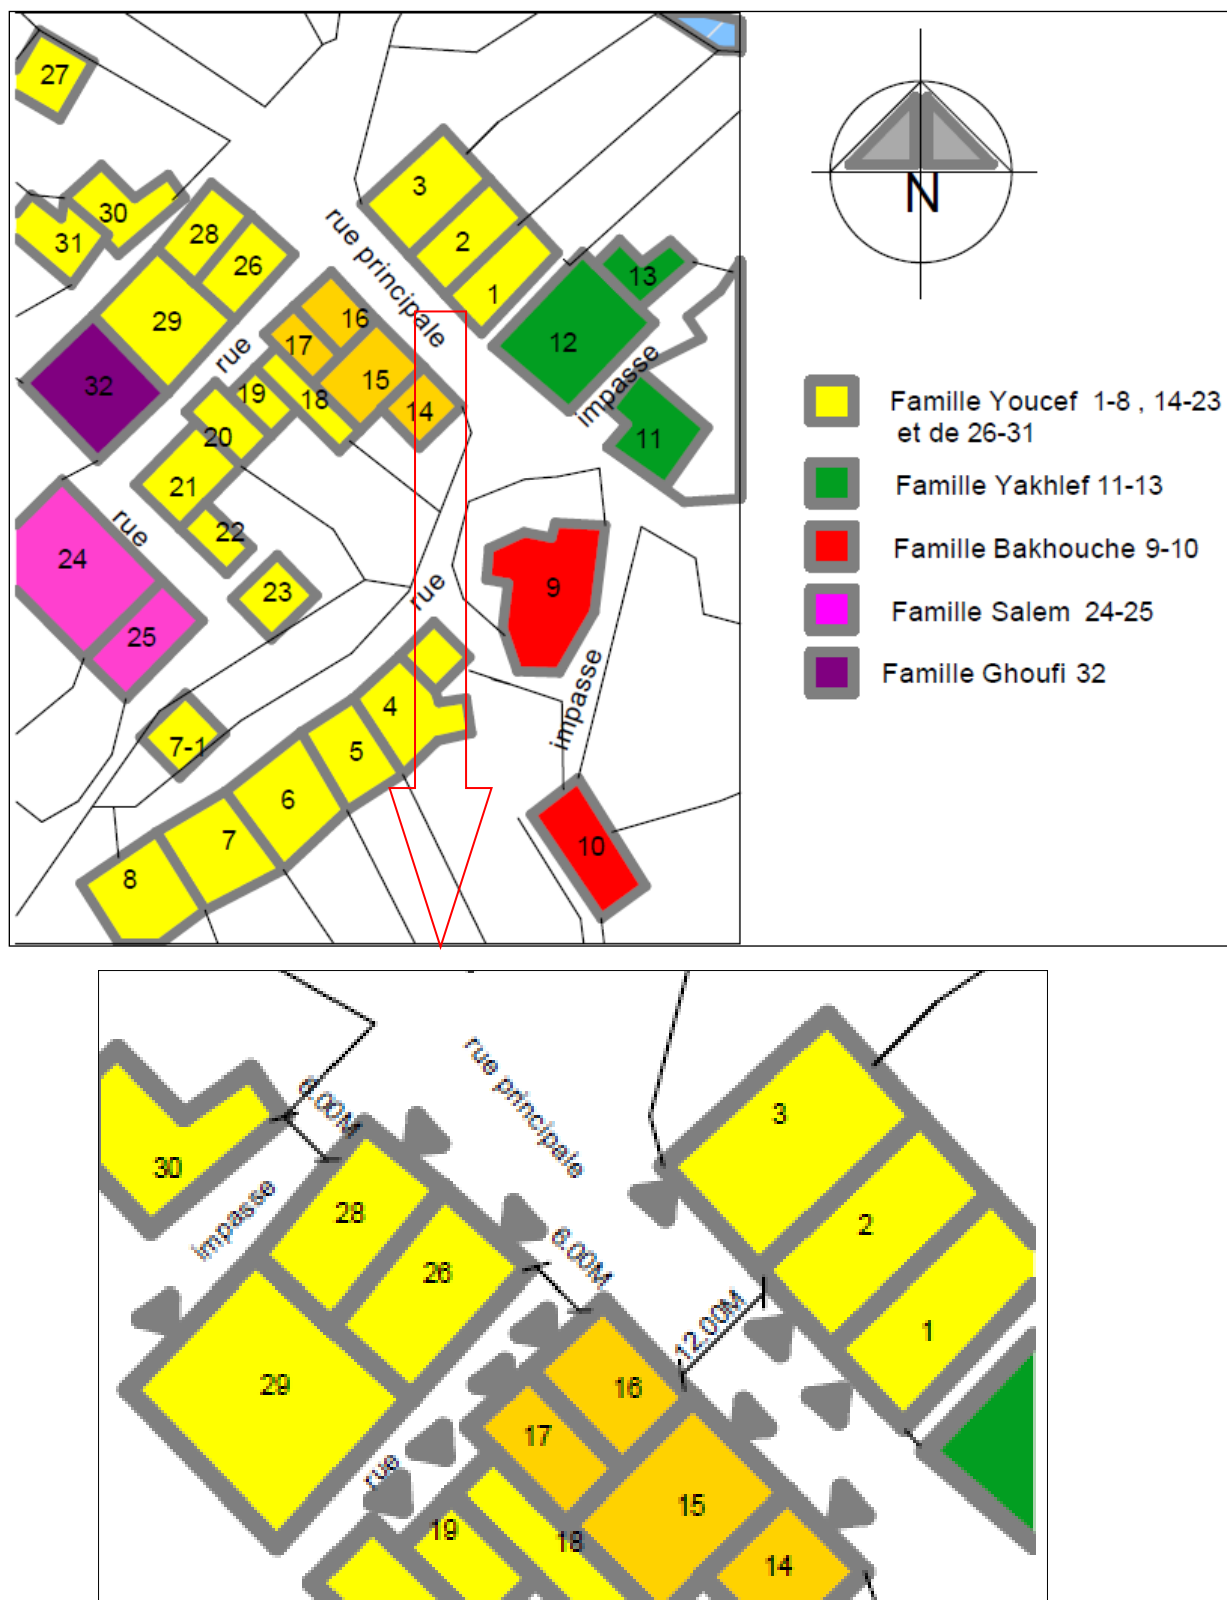 27
3
rue principale
30
28
2
31
26
13
1
16
29
12
17
rue
impasse
15
32
19
18
14
20
11
21
22
rue
24
9
23
rue
25
4
impasse
7-1
5
6
7
10
8
N
Famille Youcef 1-8 , 14-23
et de 26-31
Famille Yakhlef 11-13
Famille Bakhouche 9-10
Famille Salem 24-25
Famille Ghoufi 32
rue principale
6.00M
3
30
impasse
28
2
26
6.00M
12.00M
1
29
16
17
rue
15
19
18
14